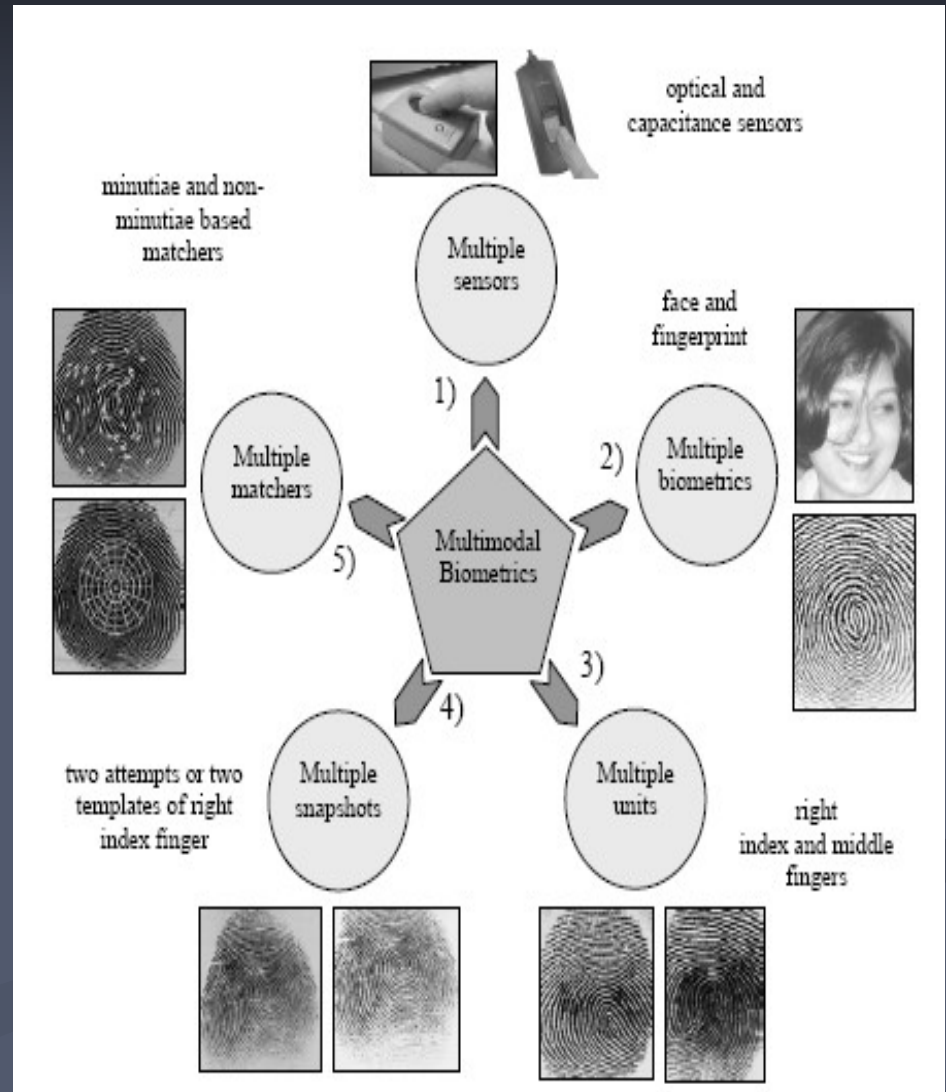 optical and
capacitance sensors
minutiae and non-
minutiae based
matchers
Multiple
sensors
face and
fingerprint
1)
2)
Multiple
biometrics
Multiple
matchers
5)
Multimodal
Biometrics
3)
4)
two attempts or two
templates of right
index finger
Multiple
snapshots
Multiple
units
right
index and middle
fingers